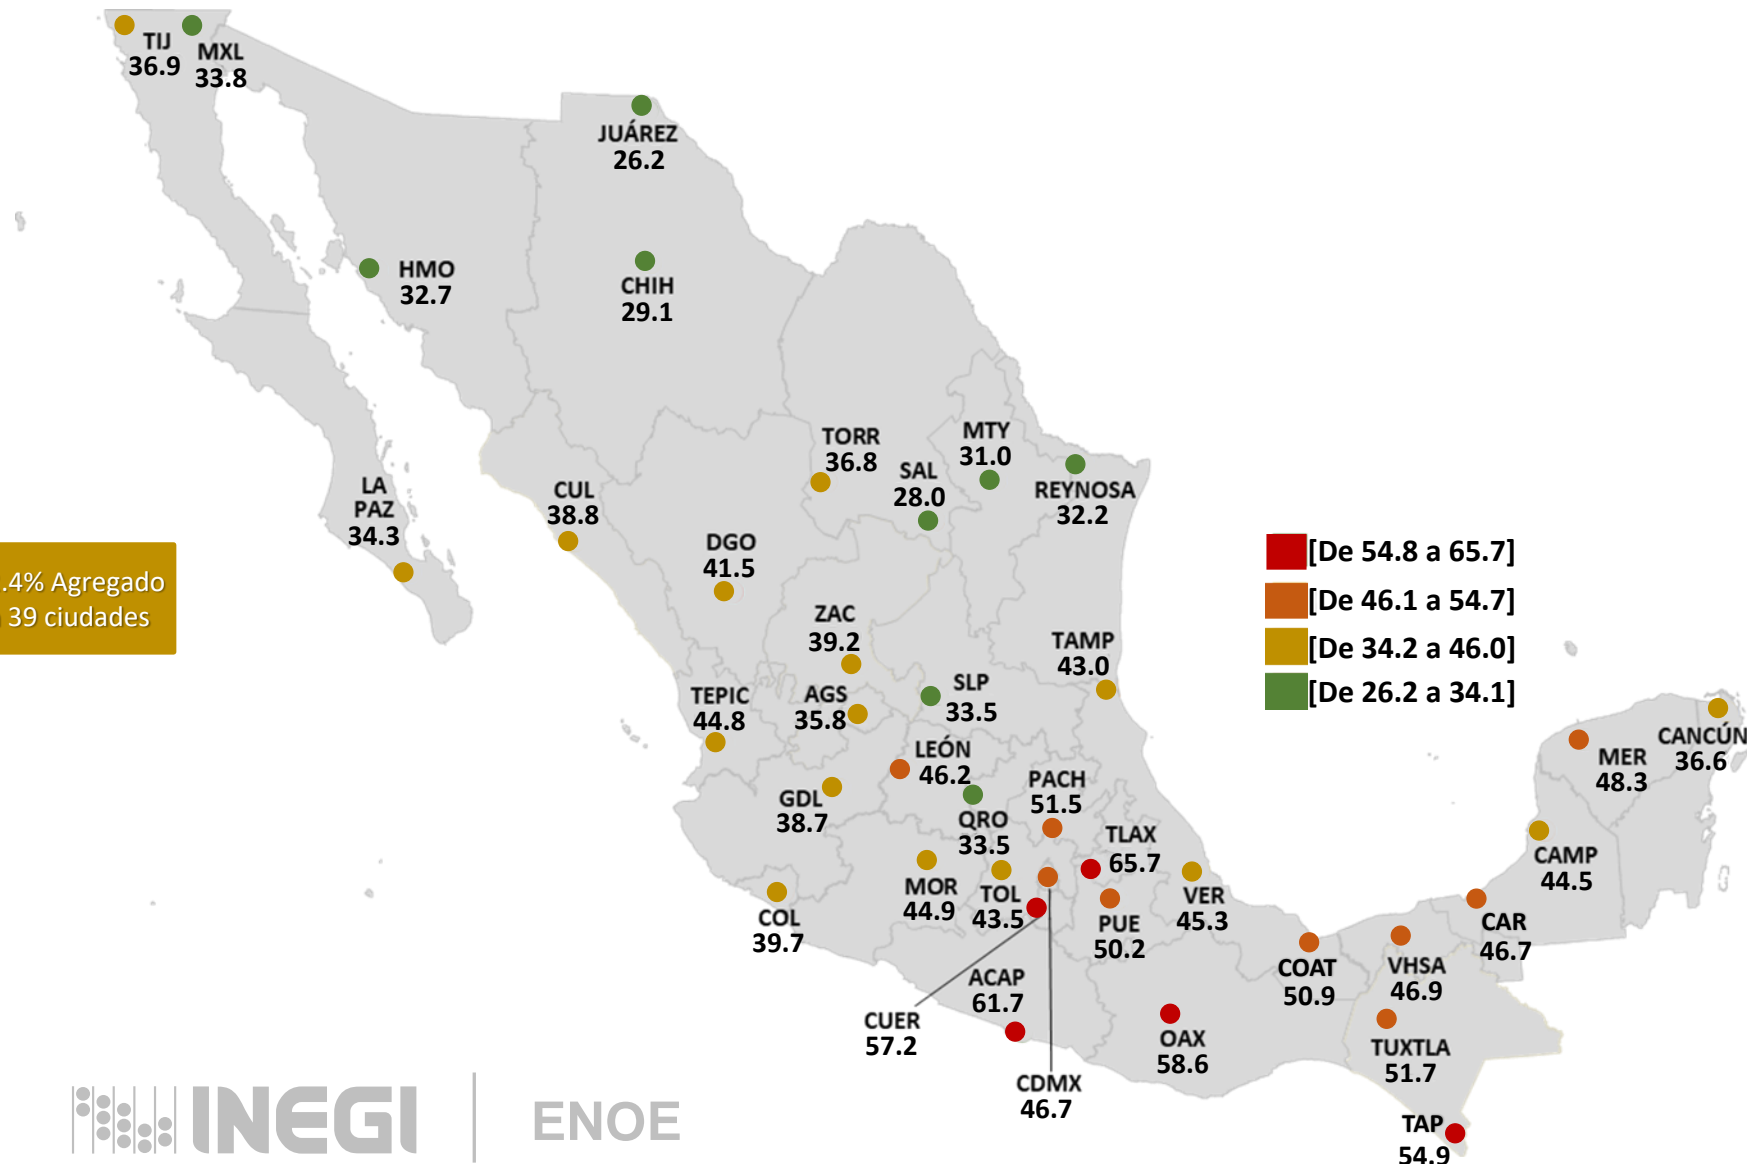 TIJ
36.9
MXL
33.8
JUÁREZ
26.2
HMO
32.7
CHIH
29.1
LA
PAZ
34.3
CUL
38.8
TORR
36.8
SAL
28.0
MTY
31.0
REYNOSA
32.2
DGO
41.5
.4% Agregado
39 ciudades
[De 54.8 a 65.7]
[De 46.1 a 54.7]
[De 34.2 a 46.0]
[De 26.2 a 34.1]
ZAC
39.2
TAMP
43.0
TEPIC
44.8
AGS
35.8
SLP
33.5
LEÓN
46.2
GDL
38.7
QRO
33.5
PACH
51.5
TLAX
65.7
MER
48.3
CANCÚN
36.6
CAMP
44.5
COL
39.7
MOR
44.9
TOL
43.5
PUE
50.2
VER
45.3
CAR
46.7
COAT
50.9
VHSA
46.9
ACAP
61.7
CUER
57.2
CDMX
46.7
OAX
58.6
TUXTLA
51.7
TAP
54.9
INEGI
ENOE